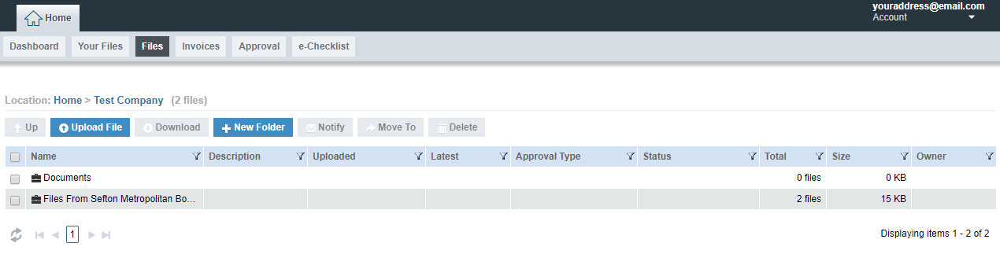 youraddress@email.com
Home
Account
Dashboard Your Files Files Invoices Approval e-Checklist
Location: Home > Test Company (2 files)
Up Upload File Download New Folder Notify Move To Delete
Name Description Uploaded Latest Approval Type Status Total Size Owner
Documents 0 files 0 KB
Files From Sefton Metropolitan Bo... 2 files 15 KB
1 Displaying items 1 - 2 of 2